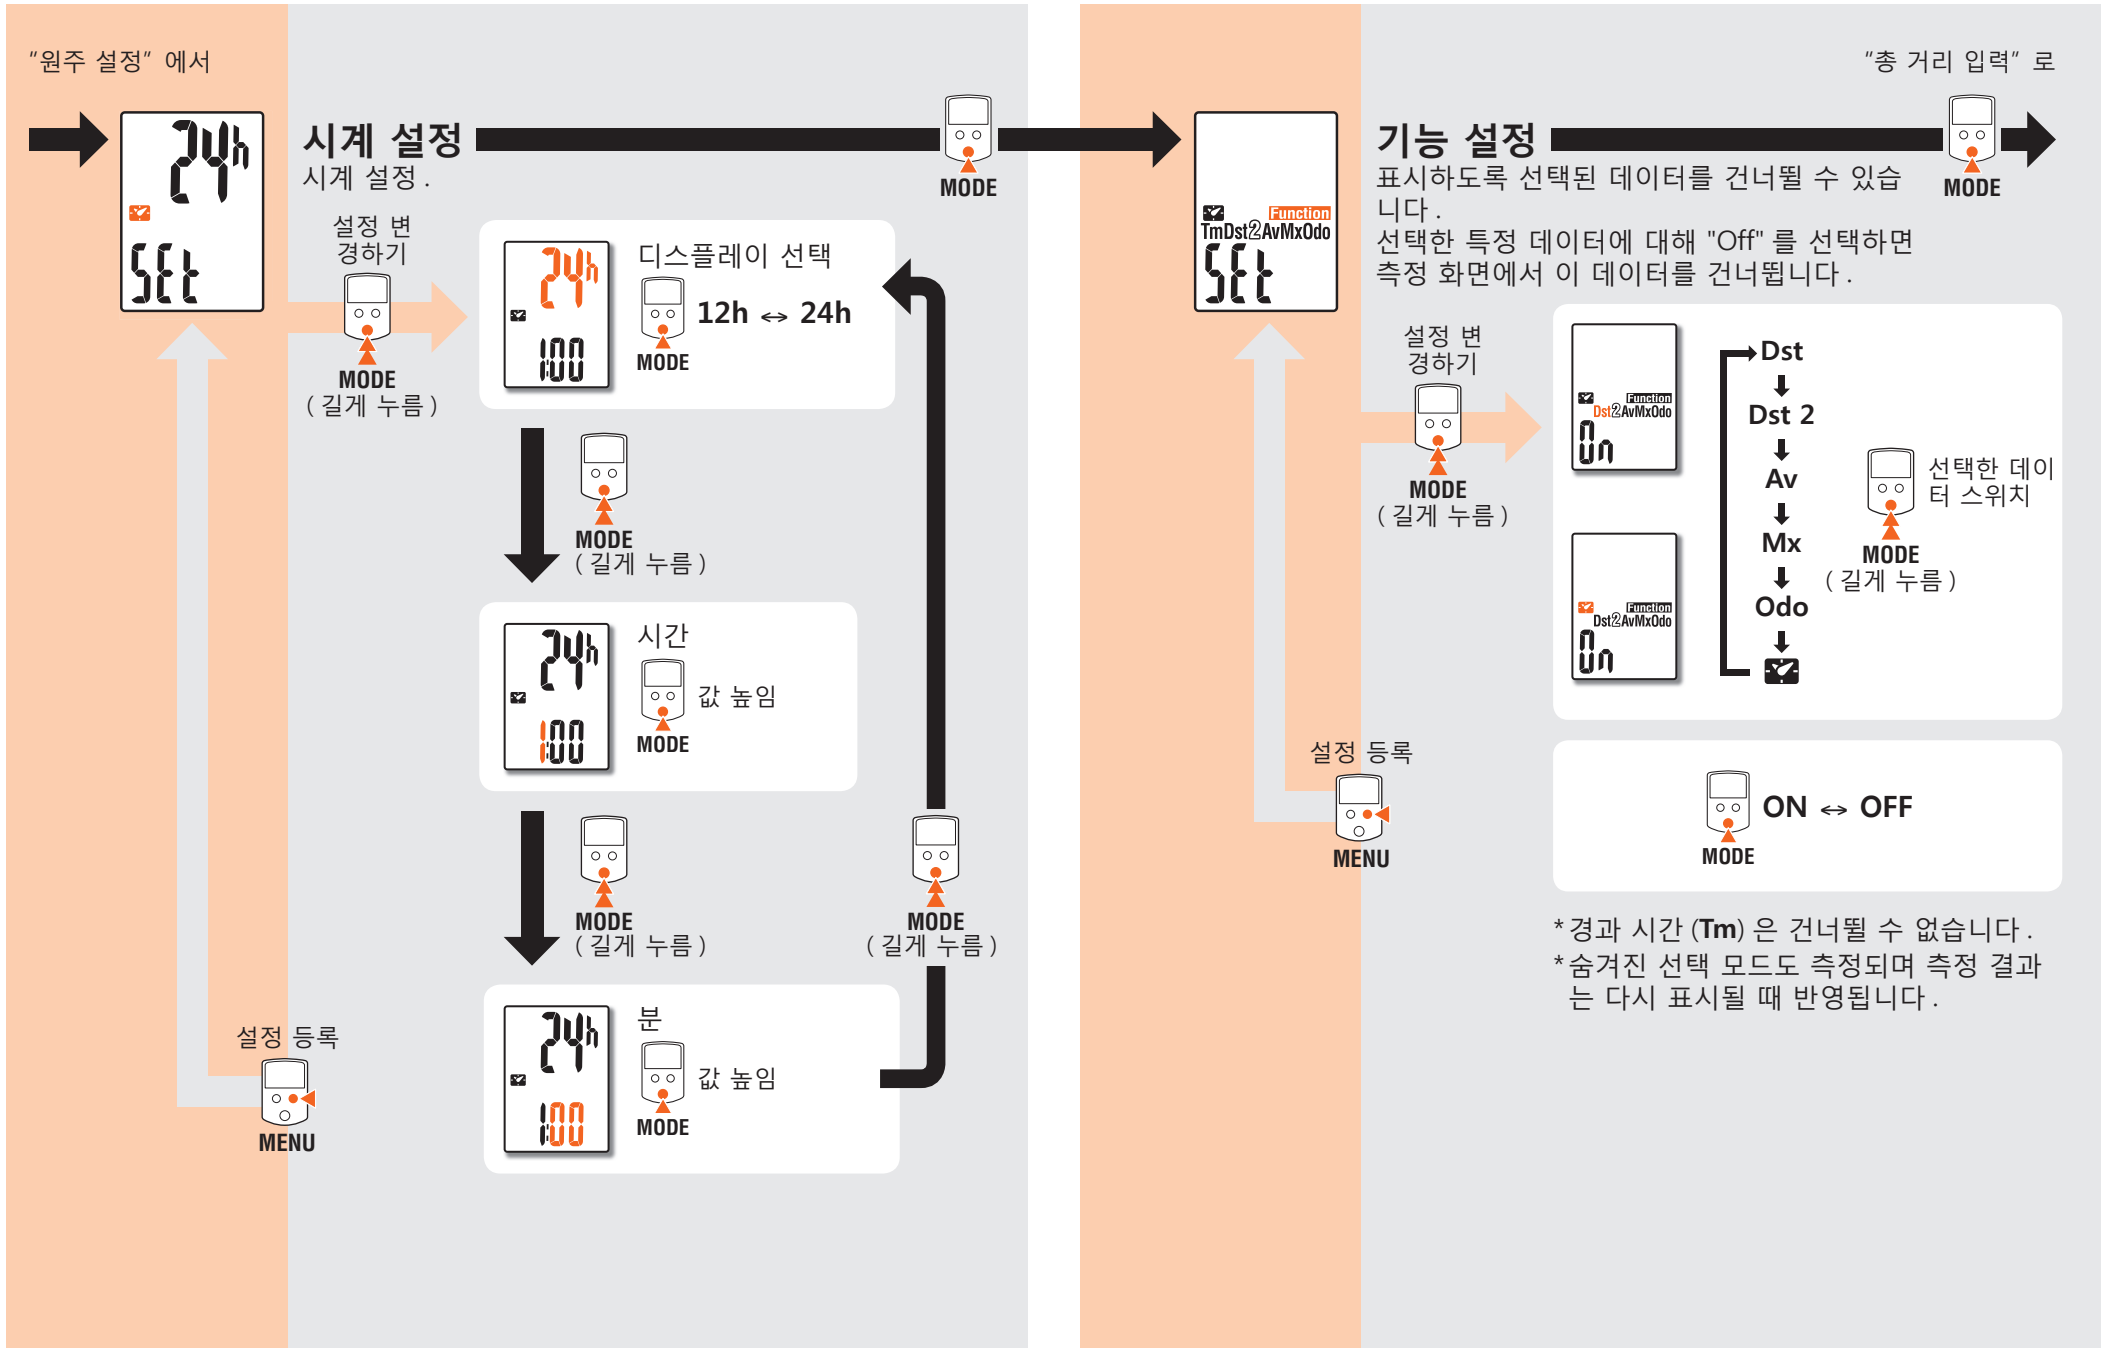 "원주 설정" 에서
24h
SEt
시계 설정
시계 설정 .
MODE
설정 변
경하기
MODE
( 길게 누름 )
24h
1:00
디스플레이 선택
12h ↔ 24h
MODE
MODE
( 길게 누름 )
24h
1:00
시간
값 높임
MODE
MODE
( 길게 누름 )
MODE
( 길게 누름 )
24h
1:00
분
값 높임
MODE
설정 등록
MENU
"총 거리 입력" 로
Function
TmDst2AvMxOdo
SEt
기능 설정
MODE
표시하도록 선택된 데이터를 건너뛸 수 있습
니다 .
선택한 특정 데이터에 대해 "Off" 를 선택하면
측정 화면에서 이 데이터를 건너뜁니다 .
설정 변
경하기
MODE
( 길게 누름 )
Function
Dst2AvMxOdo
On
Function
Dst2AvMxOdo
On
Dst
Dst 2
Av
Mx
Odo
선택한 데이
터 스위치
MODE
( 길게 누름 )
설정 등록
MENU
ON ↔ OFF
MODE
* 경과 시간 (Tm) 은 건너뛸 수 없습니다 .
* 숨겨진 선택 모드도 측정되며 측정 결과
는 다시 표시될 때 반영됩니다 .